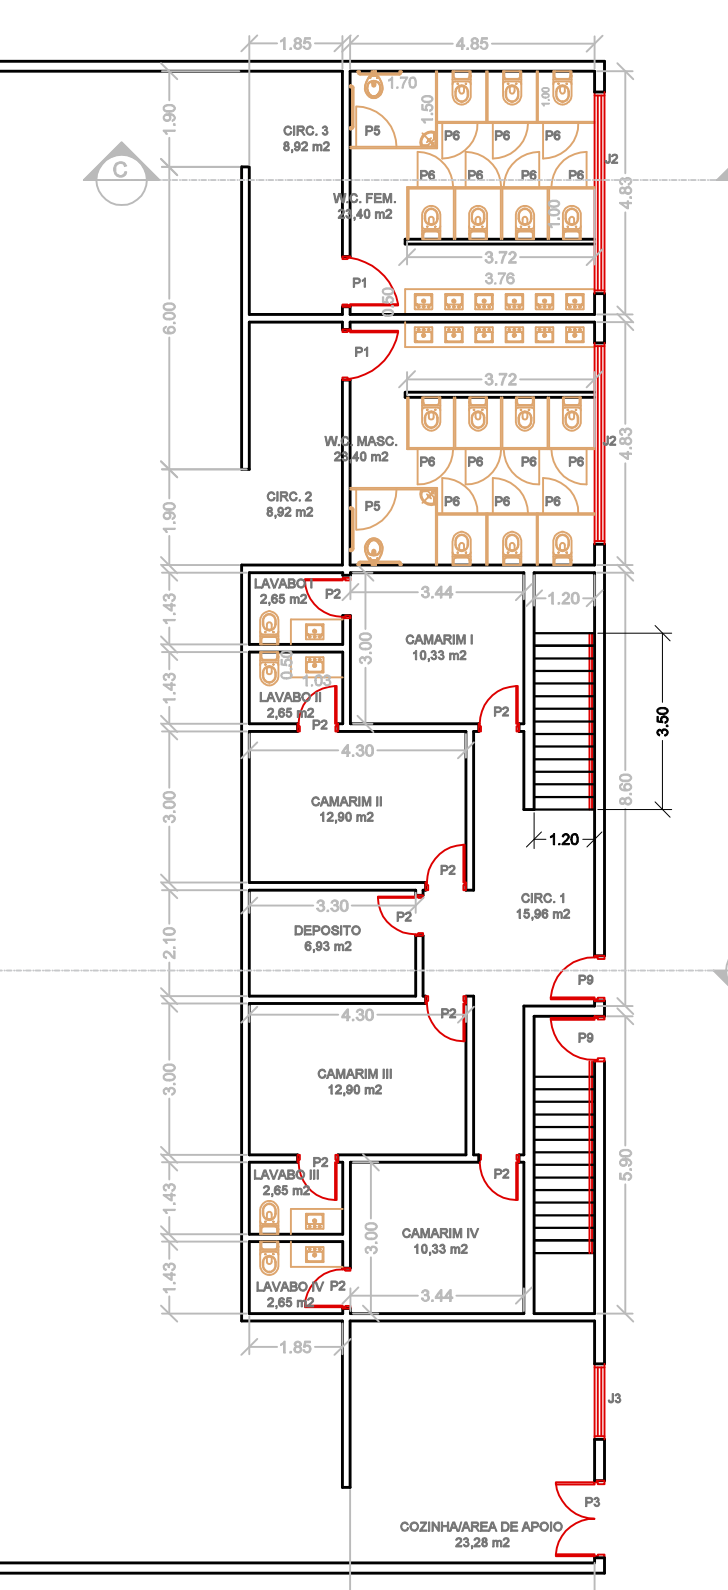 1.85
4.85
1.90
CIRC. 3
8,92 m2
1.70
1.50
1.00
P5
P6
P6
P6
C
J2
P6
P6
P6
P6
4.83
W.C. FEM.
23,40 m2
1.00
3.72
3.76
P1
0.50
6.00
P1
3.72
W.C. MASC.
23,40 m2
J2
4.83
P6
P6
P6
P6
CIRC. 2
8,92 m2
P5
P6
P6
P6
1.90
LAVABO I
2,65 m2
P2
3.44
1.20
1.43
3.00
CAMARIM I
10,33 m2
0.50
1.03
1.43
LAVABO II
2,65 m2
P2
P2
3.50
4.30
8.60
3.00
CAMARIM II
12,90 m2
1.20
P2
3.30
P2
CIRC. 1
15,96 m2
DEPOSITO
6,93 m2
2.10
P9
4.30
P2
P9
3.00
CAMARIM III
12,90 m2
P2
P2
5.90
LAVABO III
2,65 m2
1.43
3.00
CAMARIM IV
10,33 m2
1.43
LAVABO IV
2,65 m2
P2
3.44
1.85
J3
P3
COZINHA/AREA DE APOIO
23,28 m2